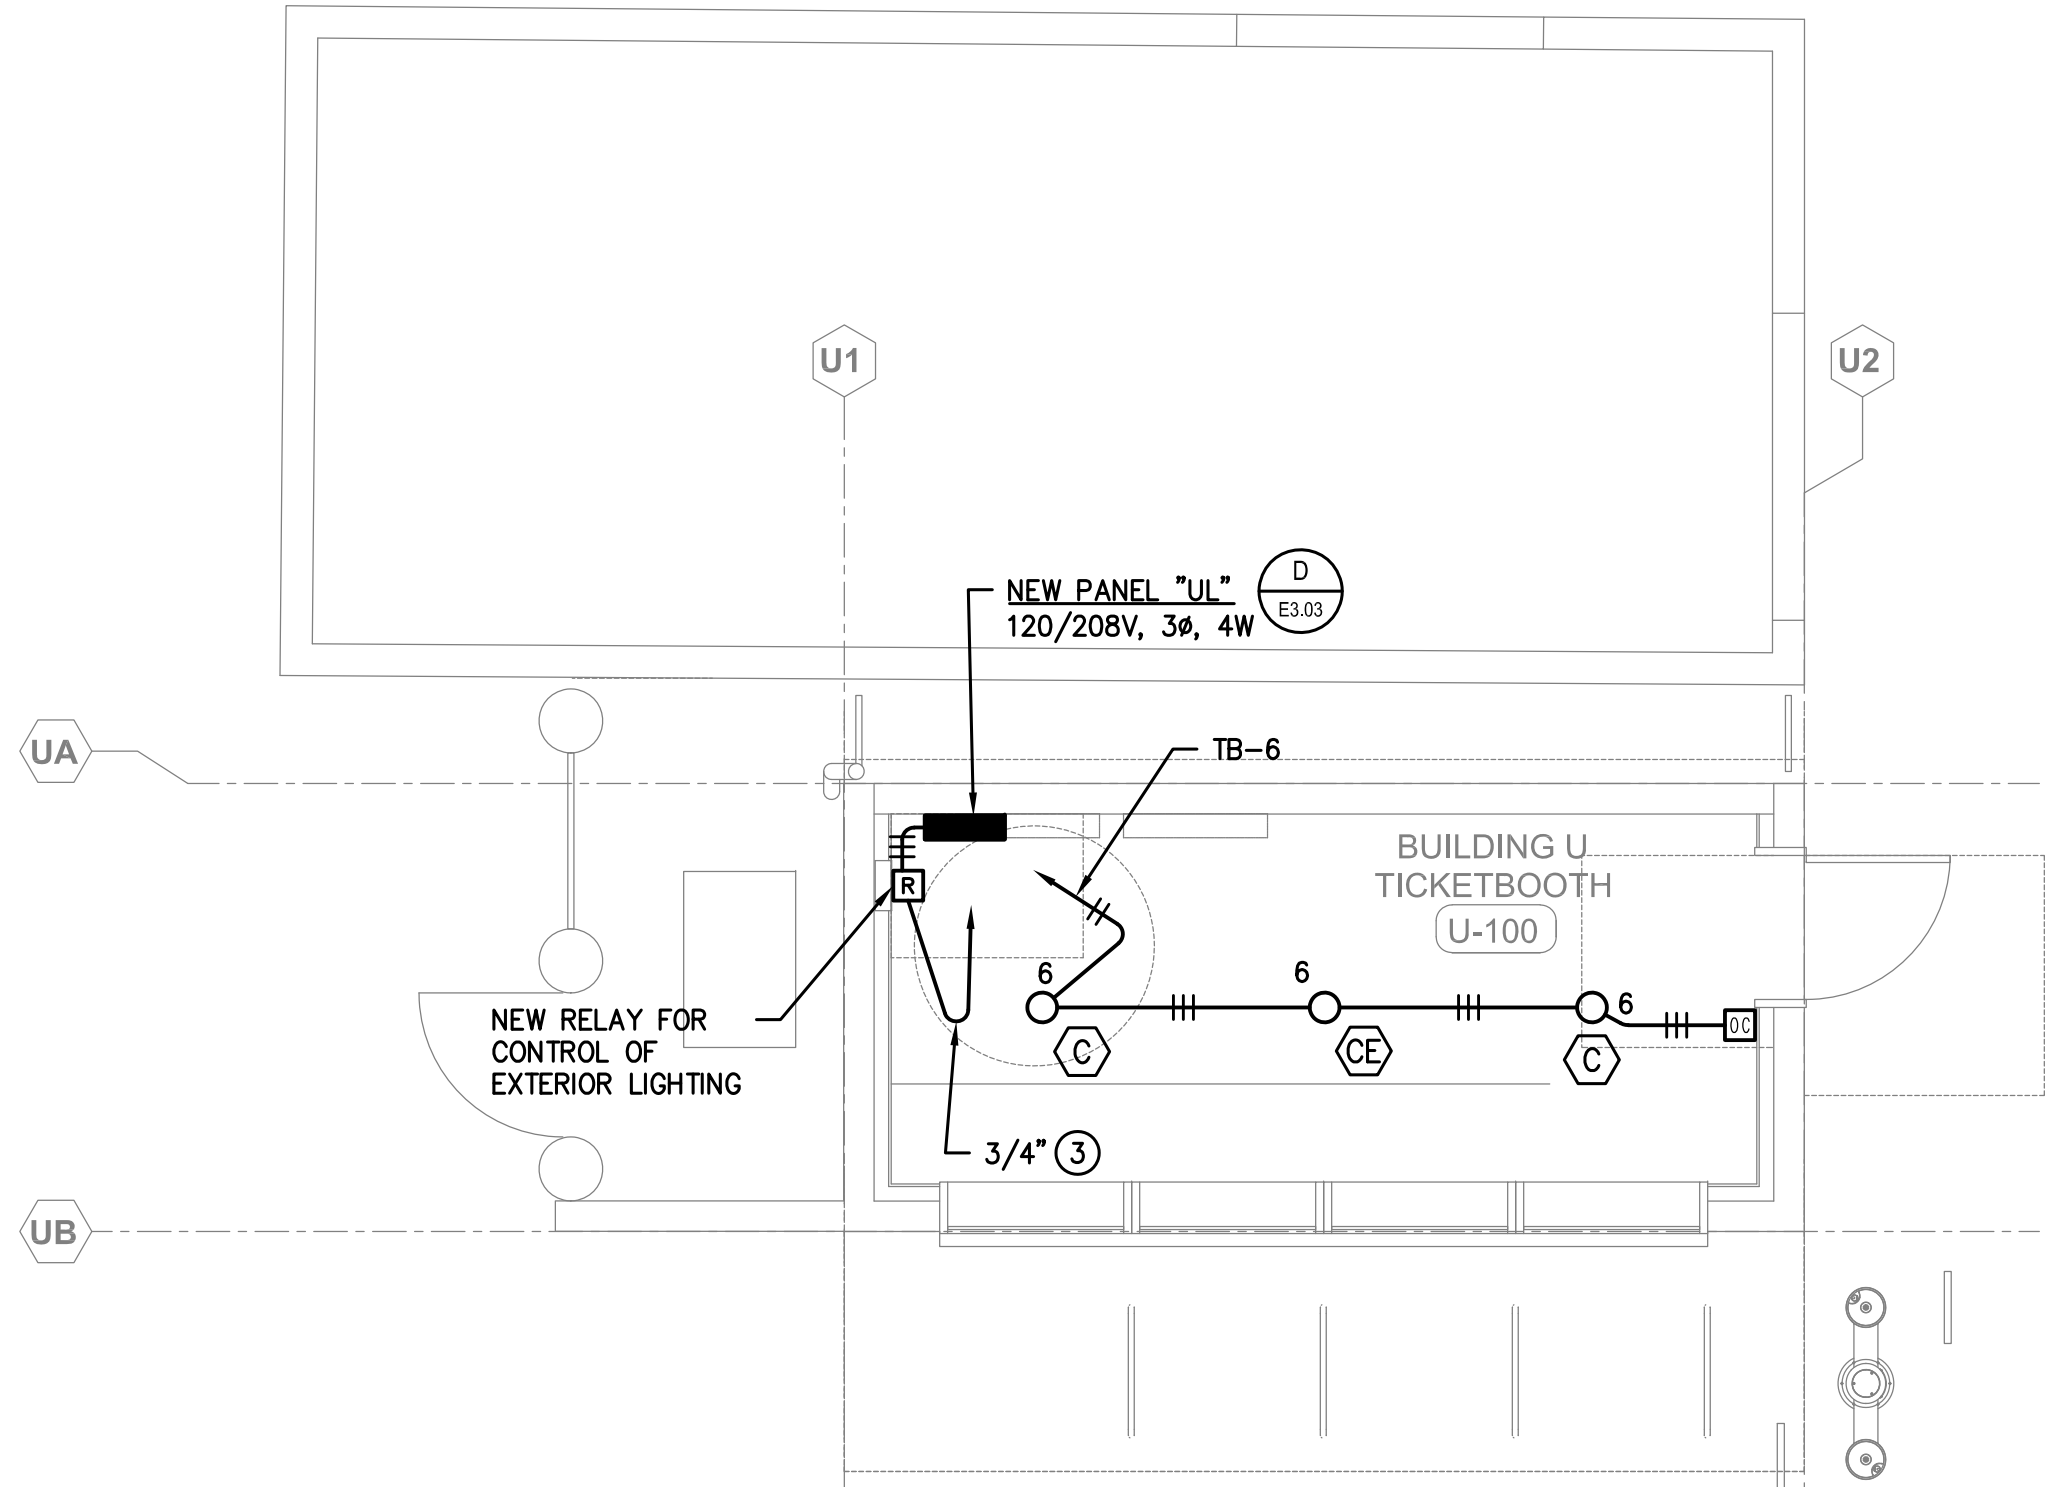 U1
U2
NEW PANEL "UL"
120/208V, 3ø, 4W
D
E3.03
UA
TB-6
BUILDING U
TICKETBOOTH
U-100
R
6
6
6
OC
NEW RELAY FOR
CONTROL OF
EXTERIOR LIGHTING
C
CE
C
3/4" 3
UB